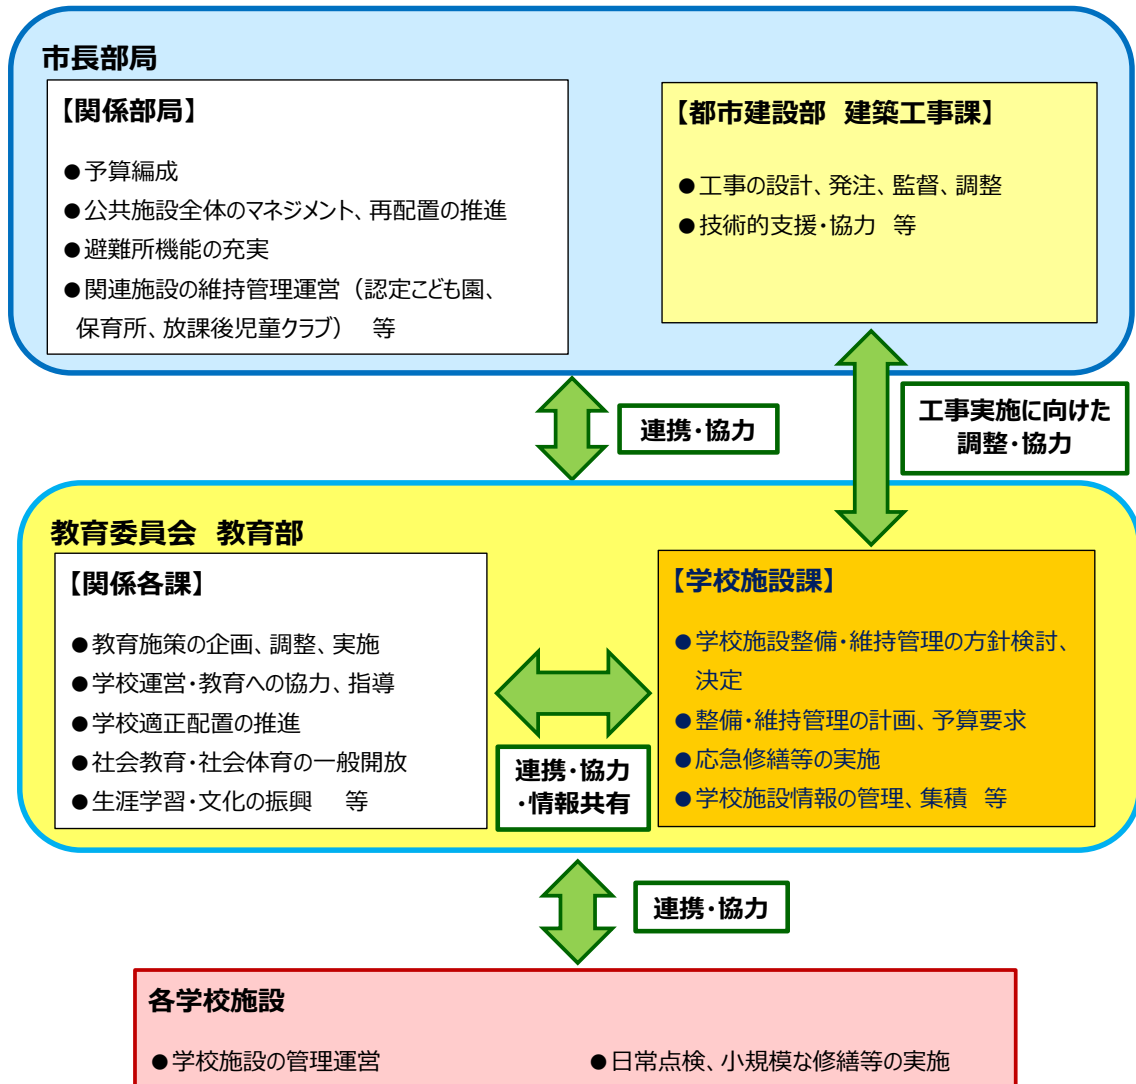 市長部局
【関係部局】
●予算編成
●公共施設全体のマネジメント、再配置の推進
●避難所機能の充実
●関連施設の維持管理運営（認定こども園、
保育所、放課後児童クラブ） 等
【都市建設部 建築工事課】
●工事の設計、発注、監督、調整
●技術的支援・協力 等
連携・協力
工事実施に向けた
調整・協力
教育委員会 教育部
【関係各課】
●教育施策の企画、調整、実施
●学校運営・教育への協力、指導
●学校適正配置の推進
●社会教育・社会体育の一般開放
●生涯学習・文化の振興 等
連携・協力
・情報共有
【学校施設課】
●学校施設整備・維持管理の方針検討、
決定
●整備・維持管理の計画、予算要求
●応急修繕等の実施
●学校施設情報の管理、集積 等
連携・協力
各学校施設
●学校施設の管理運営
●日常点検、小規模な修繕等の実施